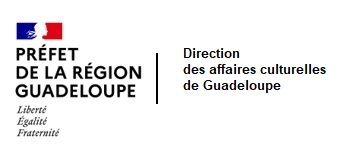 PRÉFET
DE LA RÉGION
GUADELOUPE
Liberté
Égalité
Fraternité
Direction
des affaires culturelles
de Guadeloupe